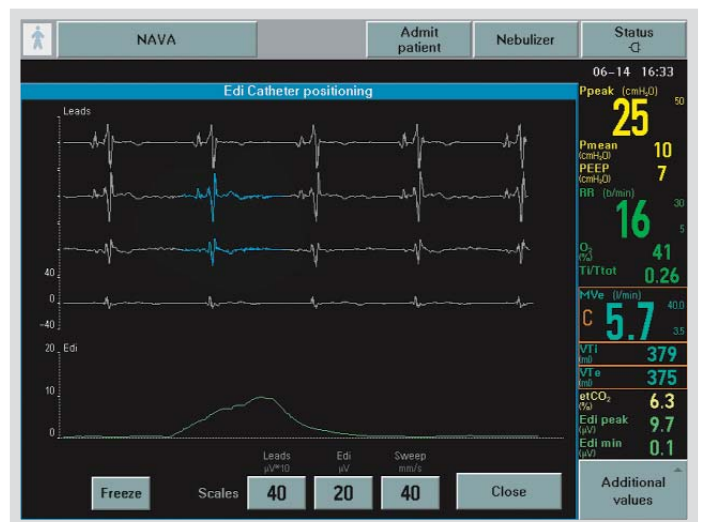 NAVA
Admit
patient
Nebulizer
Status
06-14 16:33
Edi Catheter positioning
Leads
40
0
-40
20 Edi
10
0
Leads
µV*10
Edi
µV
Sweep
mm/s
Freeze
Scales
40
20
40
Close
Ppeak (cmH₂O)
50
25
Pmean
(cmH₂O)
10
PEEP
(cmH₂O)
7
RR (b/min)
30
16
5
O₂
(%)
41
Ti/Ttot
0.26
MVe (l/min)
40.0
C 5.7
3.5
VTi
(ml)
379
VTe
(ml)
375
etCO₂
(%)
6.3
Edi peak
(µV)
9.7
Edi min
(µV)
0.1
Additional
values